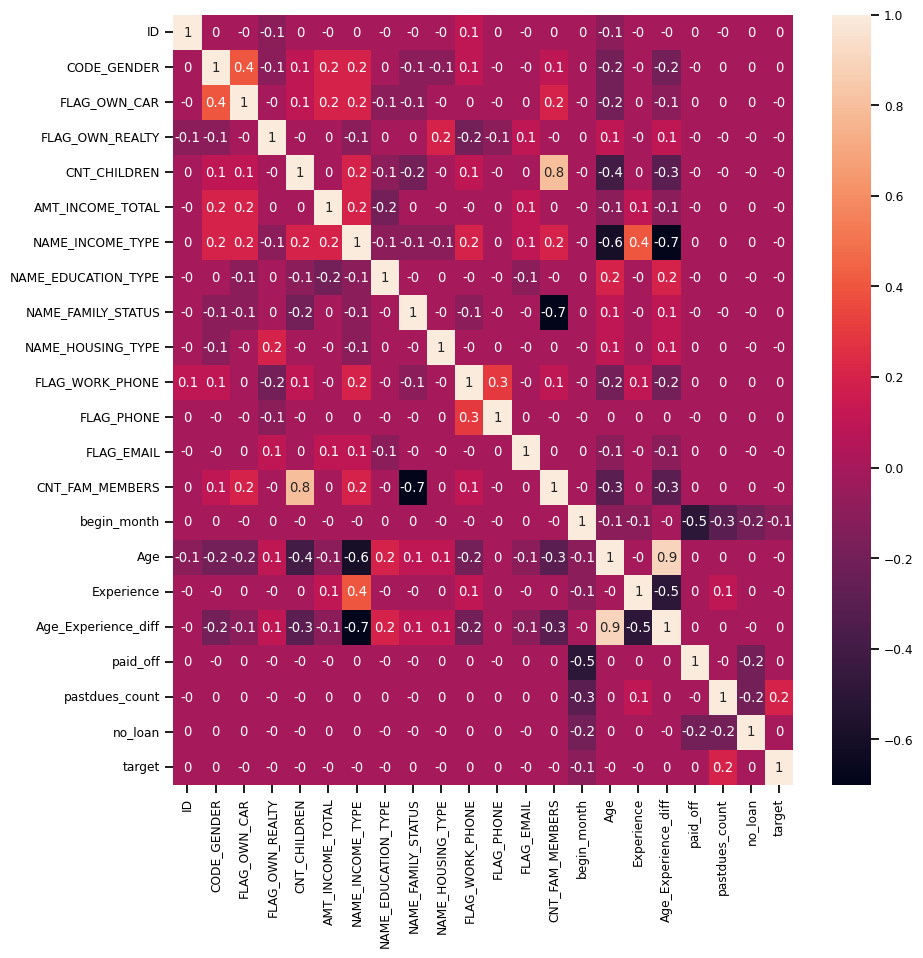 ID 1 0 -0 -0.1 0 -0 0 -0 -0 -0 0.1 0 -0 0 0 -0.1 -0 -0 0 -0 0 0
CODE_GENDER 0 1 0.4 -0.1 0.1 0.2 0.2 0 -0.1 -0.1 0.1 -0 -0 0.1 0 -0.2 -0 -0.2 -0 0 0 0
FLAG_OWN_CAR -0 0.4 1 -0 0.1 0.2 0.2 -0.1 -0.1 -0 0 -0 0 0.2 0 -0.2 0 -0.1 0 0 0 -0
FLAG_OWN_REALTY -0.1 -0.1 -0 1 -0 0 -0.1 0 0 0.2 -0.2 -0.1 0.1 -0 0 0.1 -0 0.1 -0 0 0 -0
CNT_CHILDREN 0 0.1 0.1 -0 1 0 0.2 -0.1 -0.2 -0 0.1 -0 0 0.8 0 -0.4 0 -0.3 0 0 0 -0
AMT_INCOME_TOTAL -0 0.2 0.2 0 0 1 0.2 -0.2 0 -0 -0 0 0.1 0 -0 -0.1 0.1 -0.1 -0 0 0 -0
NAME_INCOME_TYPE 0 0.2 0.2 -0.1 0.2 0.2 1 -0.1 -0.1 -0.1 0.2 0 0.1 0.2 -0 -0.6 0.4 -0.7 0 0 0 -0
NAME_EDUCATION_TYPE -0 0 -0.1 0 -0.1 -0.2 -0.1 1 -0 0 -0 -0 -0.1 -0 0 0.2 -0 0.2 -0 -0 0 0
NAME_FAMILY_STATUS -0 -0.1 -0.1 0 -0.2 0 -0.1 -0 1 -0 -0.1 -0 -0 -0.7 0 0.1 -0 0.1 -0 -0 0 0
NAME_HOUSING_TYPE -0 -0.1 -0 0.2 -0 -0 -0.1 0 -0 1 -0 -0 0 -0 0 0.1 -0 0.1 -0 -0 0 0
FLAG_WORK_PHONE 0.1 0.1 0 -0.2 0.1 -0 0.2 -0 -0.1 -0 1 0.3 -0 0.1 -0 -0.2 0.1 -0.2 0 0 0 0
FLAG_PHONE 0 -0 -0 -0.1 -0 0 0 -0 -0 -0 0.3 1 0 -0 -0 0 -0 0 0 0 0 0
FLAG_EMAIL -0 -0 0 0.1 0 0.1 0.1 -0.1 -0 0 -0 0 1 0 0 -0.1 -0 -0.1 -0 0 0 0
CNT_FAM_MEMBERS 0 0.1 0.2 -0 0.8 0 0.2 -0 -0.7 -0 0.1 -0 0 1 -0 -0.3 0 -0.3 0 0 0 -0
begin_month 0 0 0 0 0 -0 -0 0 0 0 -0 -0 0 -0 1 -0.1 -0.1 -0 -0.5 -0.3 -0.2 -0.1
Age -0.1 -0.2 -0.2 0.1 -0.4 -0.1 -0.6 0.2 0.1 0.1 -0.2 0 -0.1 -0.3 -0.1 1 -0 0.9 0 0 0 -0
Experience -0 -0 0 -0 0 0.1 0.4 -0 -0 -0 0.1 -0 -0 0 -0.1 -0 1 -0.5 0 0.1 0 -0
Age_Experience_diff -0 -0.2 -0.1 0.1 -0.3 -0.1 -0.7 0.2 0.1 0.1 -0.2 0 -0.1 -0.3 -0 0.9 -0.5 1 0 0 -0 0
paid_off 0 -0 0 -0 0 -0 0 -0 -0 -0 0 0 -0 0 -0.5 0 0 0 1 -0 -0.2 0
pastdues_count -0 0 0 0 0 0 0 -0 -0 -0 0 0 0 0 -0.3 0 0.1 0 -0 1 -0.2 0.2
no_loan 0 0 0 0 0 0 0 0 0 0 0 0 0 0 -0.2 0 0 -0 -0.2 -0.2 1 0
target 0 0 -0 -0 -0 -0 -0 0 0 0 0 0 0 -0 -0.1 -0 -0 0 0 0.2 0 1
ID
CODE_GENDER
FLAG_OWN_CAR
FLAG_OWN_REALTY
CNT_CHILDREN
AMT_INCOME_TOTAL
NAME_INCOME_TYPE
NAME_EDUCATION_TYPE
NAME_FAMILY_STATUS
NAME_HOUSING_TYPE
FLAG_WORK_PHONE
FLAG_PHONE
FLAG_EMAIL
CNT_FAM_MEMBERS
begin_month
Age
Experience
Age_Experience_diff
paid_off
pastdues_count
no_loan
target
1.0
0.8
0.6
0.4
0.2
0.0
−0.2
−0.4
−0.6